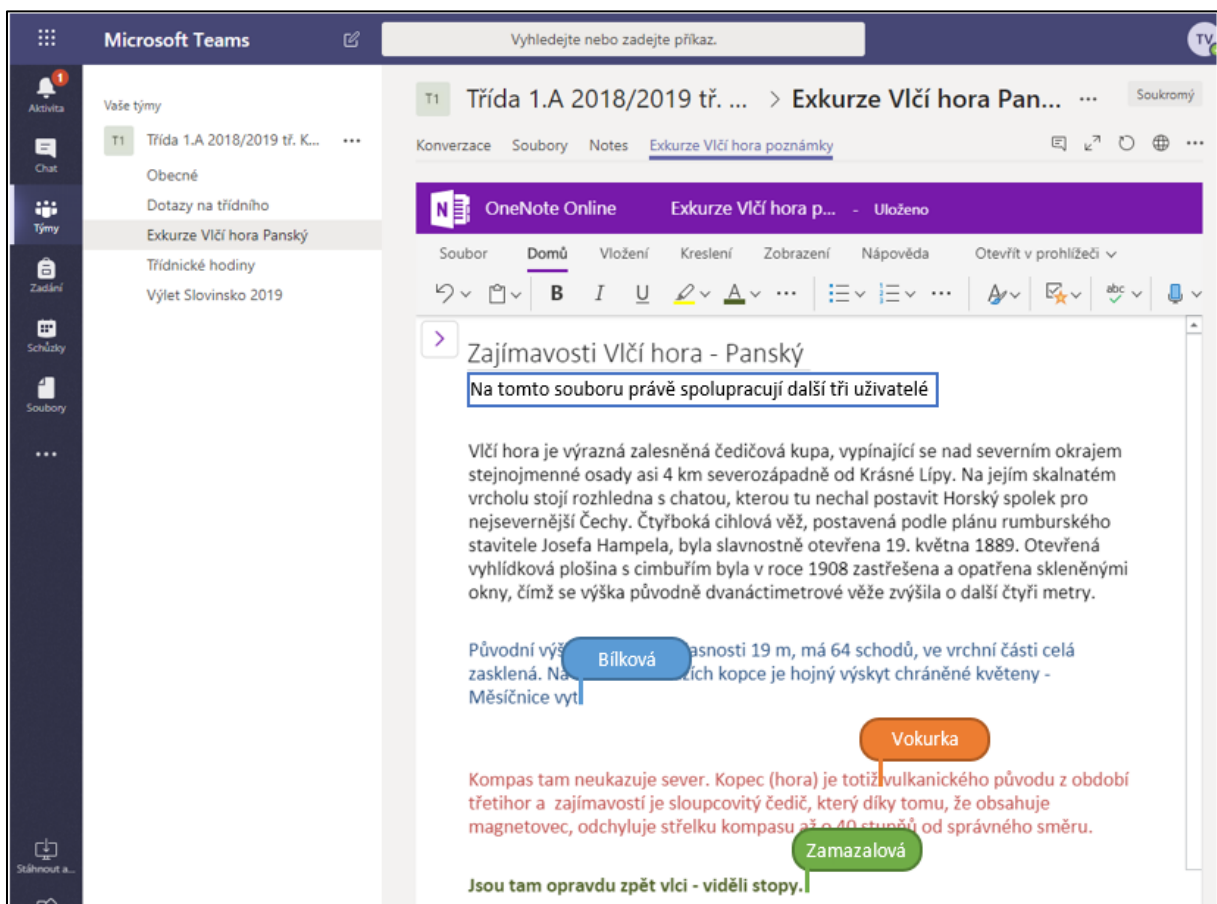 Microsoft Teams
Vyhledejte nebo zadejte příkaz.
TV
1
Aktivita
Chat
Týmy
Zadání
Schůzky
Soubory
Stáhnout a...
Vaše týmy
T1 Třída 1.A 2018/2019 tř. K... ...
Obecné
Dotazy na třídního
Exkurze Vlčí hora Panský
Třídnické hodiny
Výlet Slovinsko 2019
T1 Třída 1.A 2018/2019 tř. ... > Exkurze Vlčí hora Pan... ... Soukromý
Konverzace Soubory Notes Exkurze Vlčí hora poznámky
N OneNote Online Exkurze Vlčí hora p... - Uloženo
Soubor Domů Vložení Kreslení Zobrazení Nápověda Otevřít v prohlížeči
B I U A ... ... A abc
Zajímavosti Vlčí hora - Panský
Na tomto souboru právě spolupracují další tři uživatelé
Vlčí hora je výrazná zalesněná čedičová kupa, vypínající se nad severním okrajem
stejnojmenné osady asi 4 km severozápadně od Krásné Lípy. Na jejím skalnatém
vrcholu stojí rozhledna s chatou, kterou tu nechal postavit Horský spolek pro
nejsevernější Čechy. Čtyřboká cihlová věž, postavená podle plánu rumburského
stavitele Josefa Hampela, byla slavnostně otevřena 19. května 1889. Otevřená
vyhlídková plošina s cimbuřím byla v roce 1908 zastřešena a opatřena skleněnými
okny, čímž se výška původně dvanáctimetrové věže zvýšila o další čtyři metry.
Původní výš asnosti 19 m, má 64 schodů, ve vrchní části celá
Bílková
zasklená. Na zích kopce je hojný výskyt chráněné květeny -
Měsíčnice vyt
Vokurka
Kompas tam neukazuje sever. Kopec (hora) je totiž vulkanického původu z období
třetihor a zajímavostí je sloupcovitý čedič, který díky tomu, že obsahuje
magnetovec, odchyluje střelku kompasu až o 40 stupňů od správného směru.
Zamazalová
Jsou tam opravdu zpět vlci - viděli stopy.